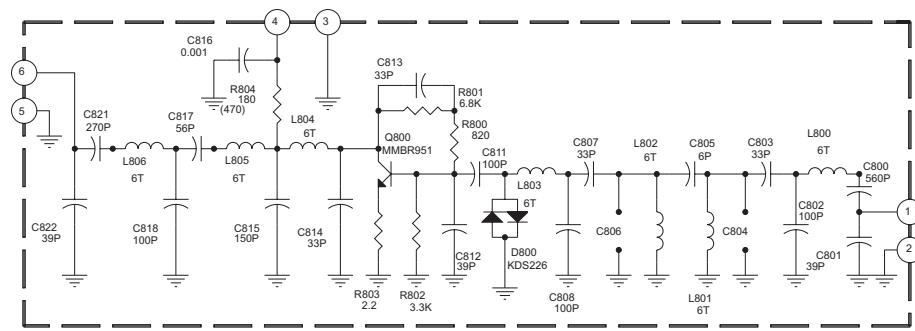 4
3
C816
0.001
C813
33P
6
R804
180
(470)
R801
6.8K
5
C821
270P
C817
56P
L804
6T
Q800
MMBR951
R800
820
C811
100P
C807
33P
L802
6T
C805
6P
C803
33P
L800
6T
C800
560P
L806
6T
L805
6T
L803
6T
1
C822
39P
C818
100P
C815
150P
C814
33P
C812
39P
D800
KDS226
C806
C804
C802
100P
C801
39P
2
R803
2.2
R802
3.3K
C808
100P
L801
6T